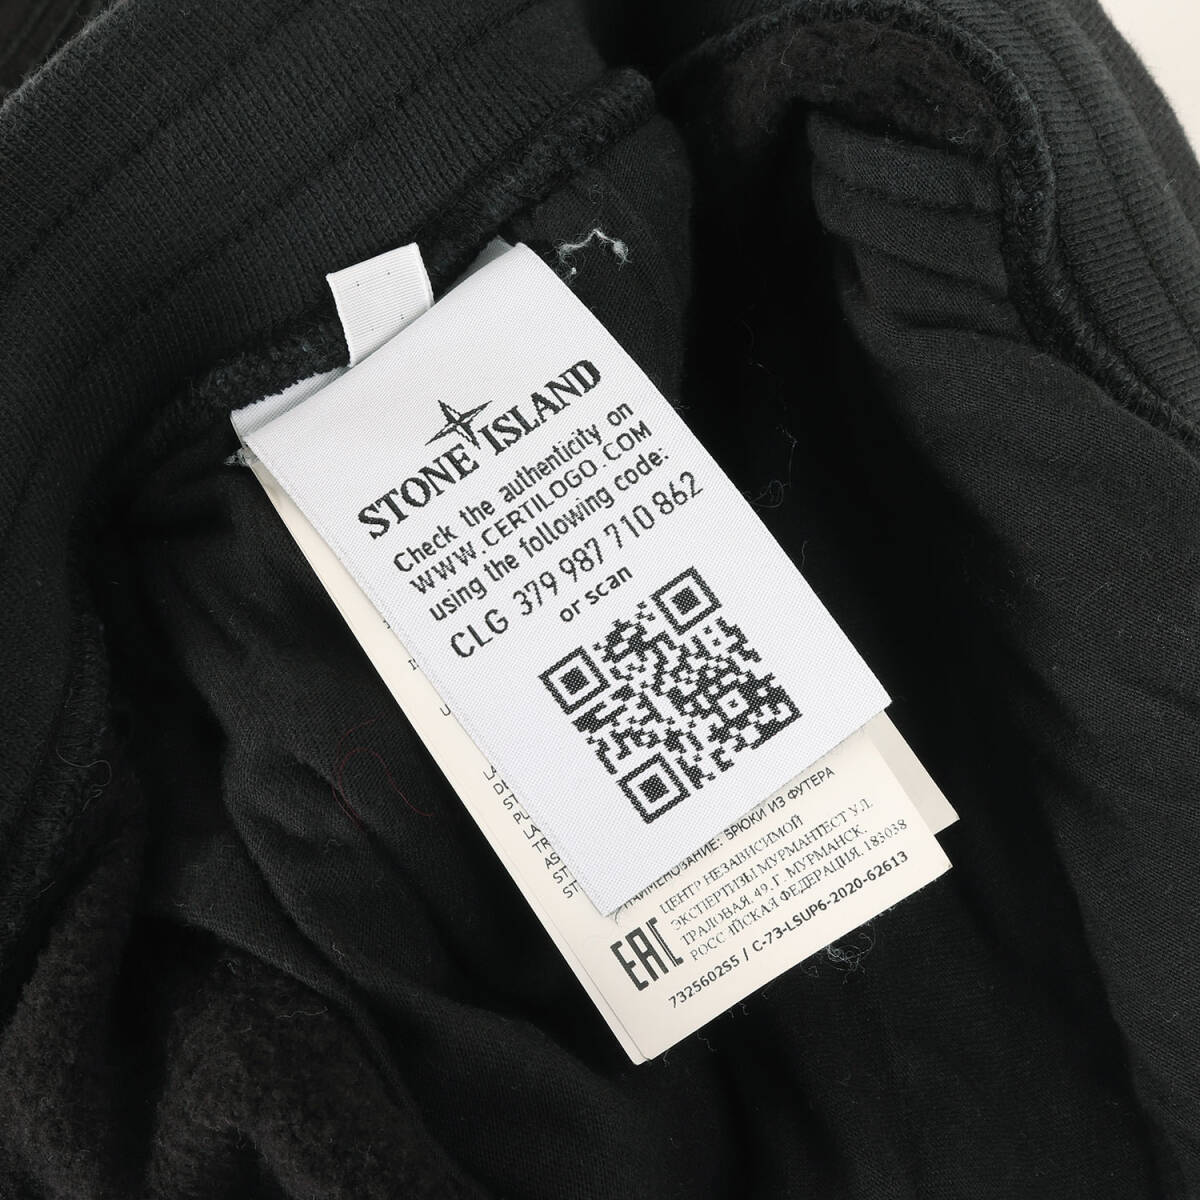 STONE ISLAND
Check the authenticity on
WWW.CERTILOGO.COM
using the following code:
CLG 379 987 710 862
or scan
НАИМЕНОВАНИЕ: БРЮКИ ИЗ ФУТЕРА
ЦЕНТР НЕЗАВИСИМОЙ
ЭКСПЕРТИЗЫ МУРМАНТЕСТ УЛ.
ТРАЛОВАЯ, 49, Г. МУРМАНСК,
РОССИЙСКАЯ ФЕДЕРАЦИЯ, 183038
EAC
7325602S5 / C-73-LSUP6-2020-62613